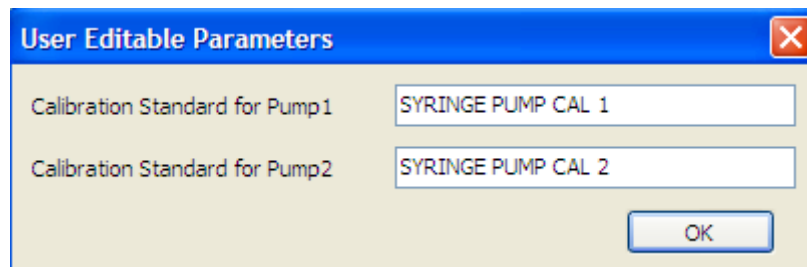 User Editable Parameters
Calibration Standard for Pump1 SYRINGE PUMP CAL 1
Calibration Standard for Pump2 SYRINGE PUMP CAL 2
OK